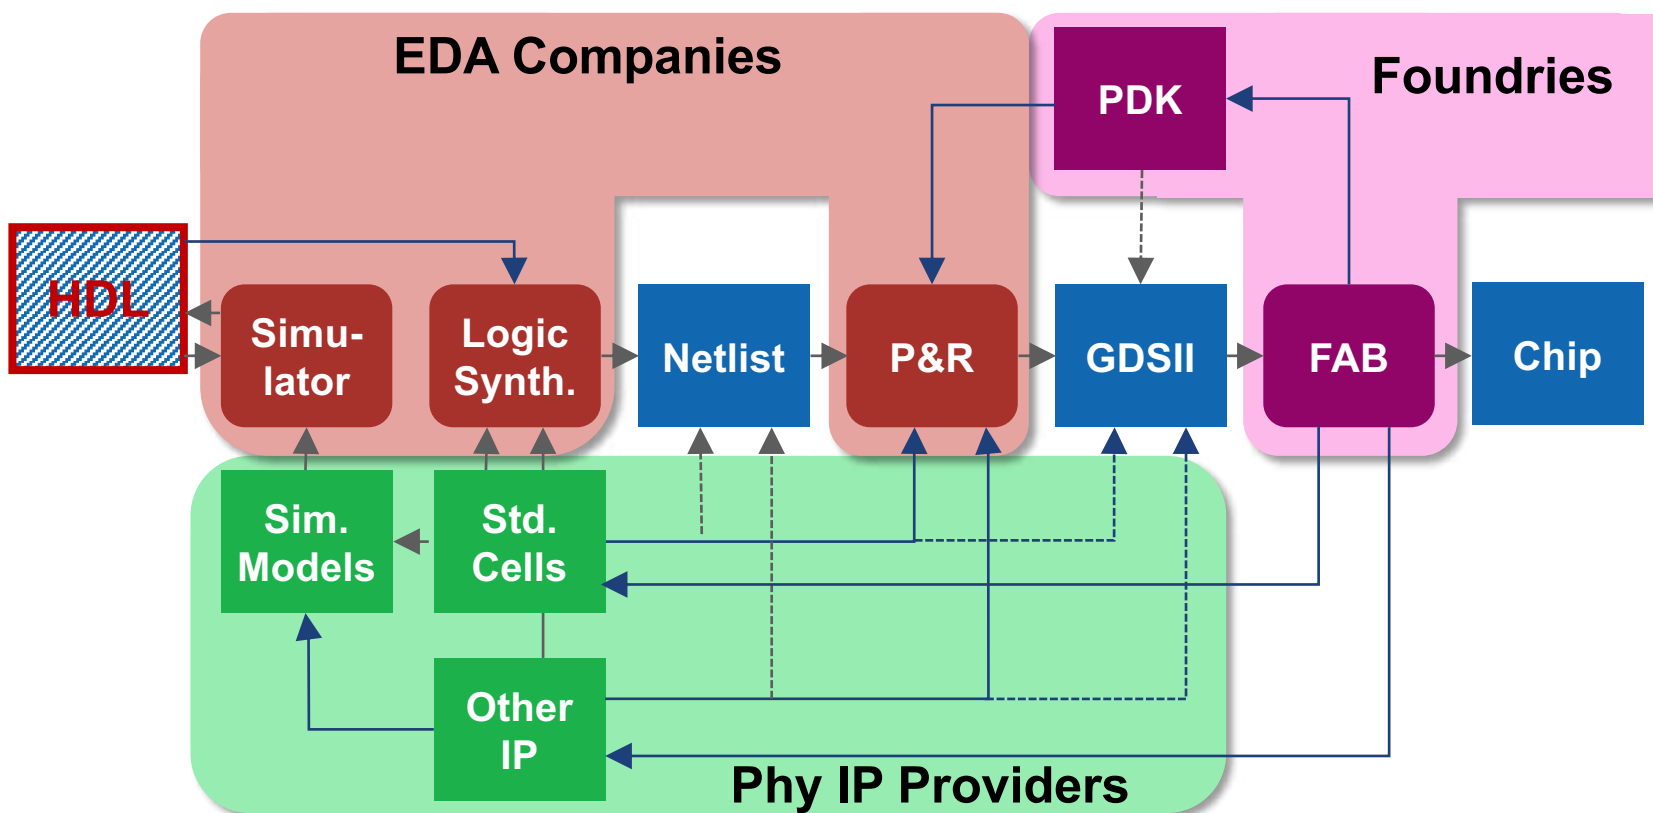 EDA Companies
Foundries
PDK
HDL
Simu-
lator
Logic
Synth.
Netlist
P&R
GDSII
FAB
Chip
Sim.
Models
Std.
Cells
Other
IP
Phy IP Providers